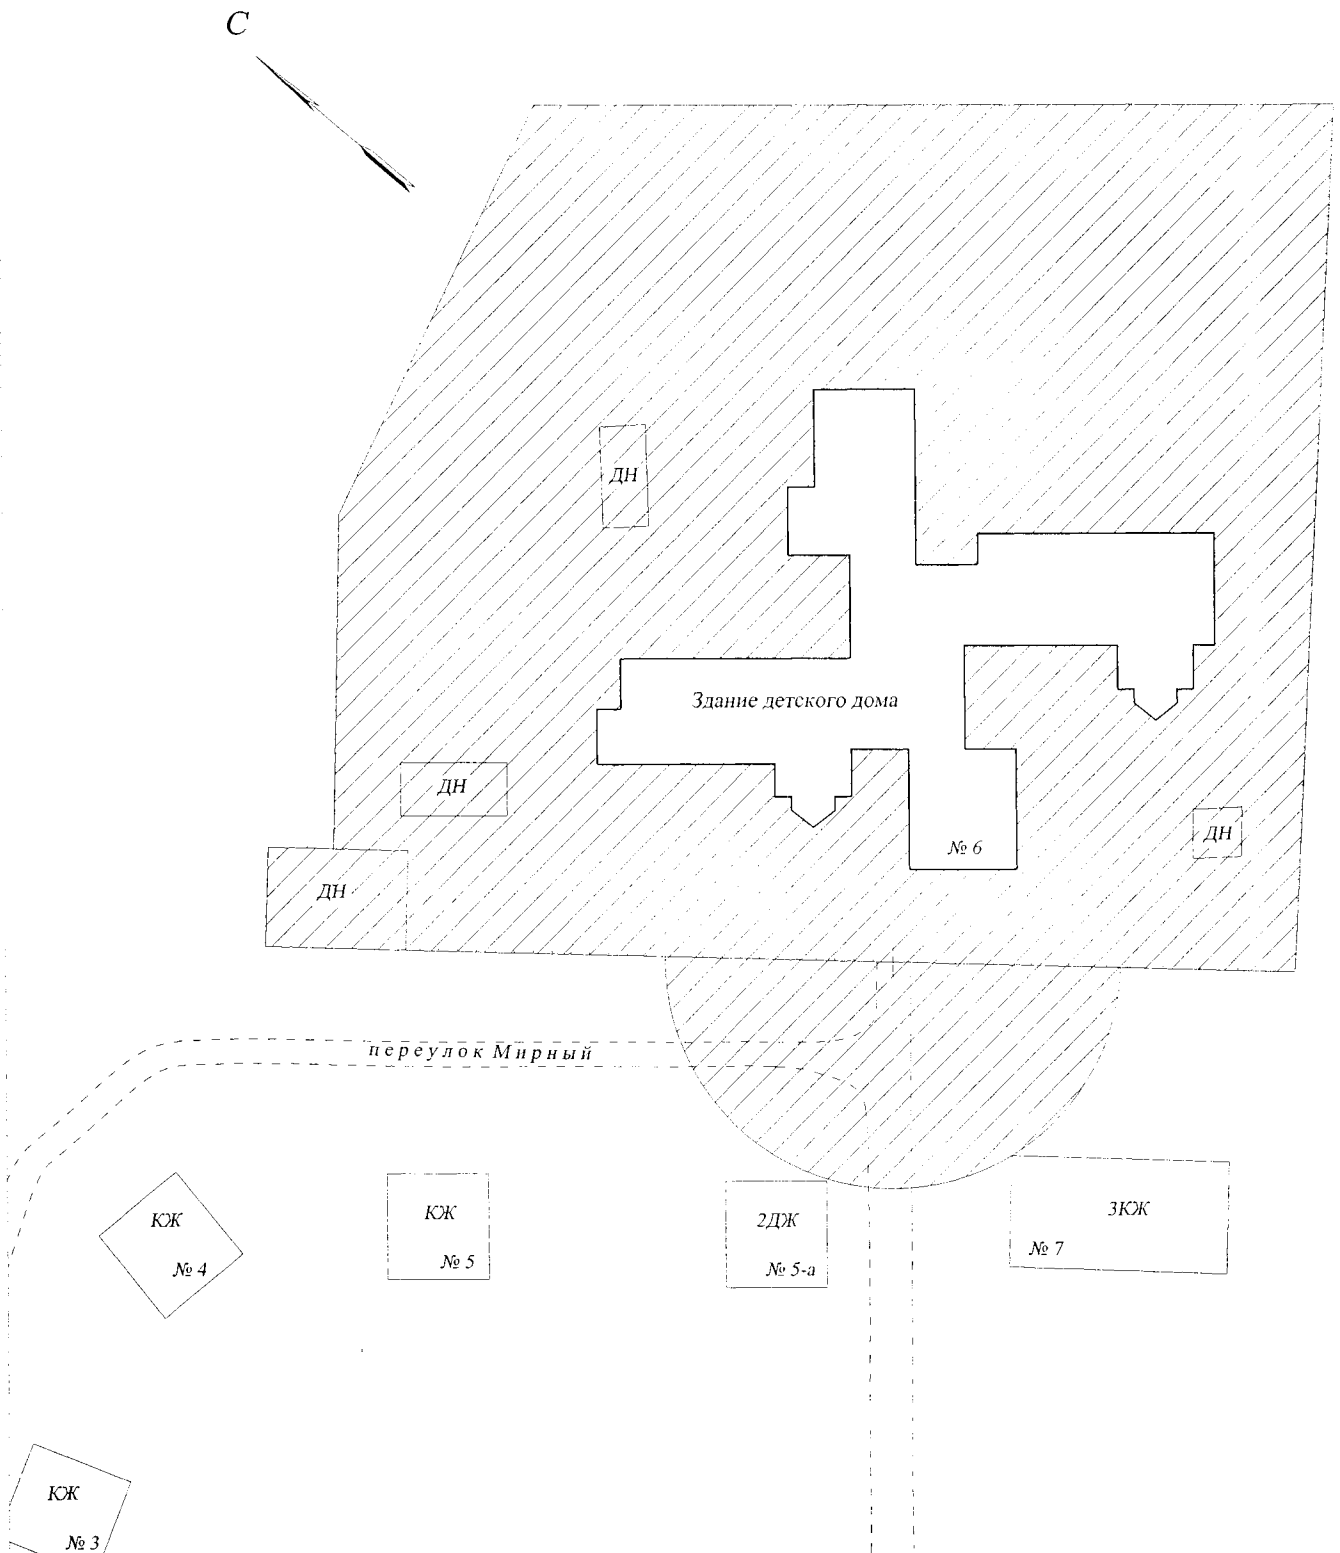 С
ДН
Здание детского дома
ДН
ДН
№ 6
ДН
переулок Мирный
КЖ
№ 4
КЖ
№ 5
2ДЖ
№ 5-а
3КЖ
№ 7
КЖ
№ 3